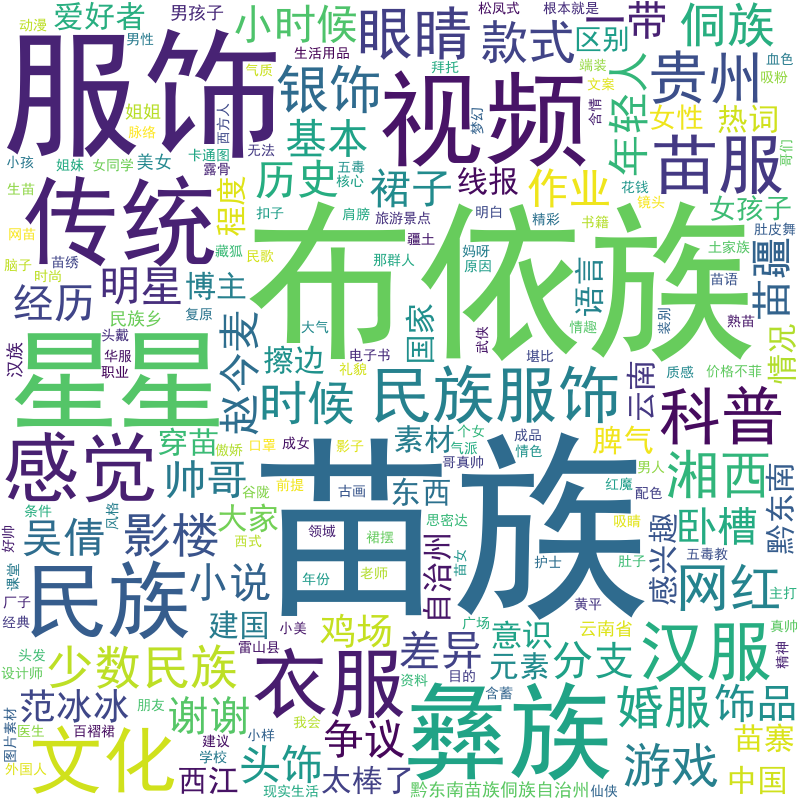 动漫
男孩子
松凤式
根本就是
爱好者
小时候
眼睛
款式
一带
侗族
男性
生活用品
区别
服饰
视频
气质
拜托
端装
血色
吸粉
姐姐
西方人
银饰
文案
贵州
脉络
梦幻
含情
年轻人
女性
热词
小孩
姐妹
女同学
美女
卡通图
无法
露骨
基本
五毒
核心
苗服
哥们
传统
历史
裙子
线报
作业
程度
花钱
镜头
女孩子
生苗
扣子
肩膀
旅游景点
明白
精彩
书籍
肚皮舞
网苗
苗绣
藏狐
民歌
布依族
疆土
那群人
妈呀
原因
语言
土家族
苗疆
脑子
时尚
明星
博主
苗语
经历
民族乡
复原
大气
国家
武侠
情趣
装别
熟苗
情况
汉族
头戴
华服
职业
赵今麦
擦边
电子书
礼貌
堪比
质感
价格不菲
星星
时候
民族服饰
云南
科普
穿苗
傲娇
口罩
成女
影子
素材
个女
气派
成品
情色
脾气
男人
感觉
帅哥
谷陇
前提
古画
东西
哥真帅
红魔
配色
湘西
黔东南
条件
风格
大家
西式
领域
裙摆
思密达
吸睛
卧槽
好帅
吴倩
影楼
苗族
感兴趣
五毒教
课堂
年份
老师
自治州
苗女
护士
肚子
网红
主打
厂子
经典
民族
小说
黄平
建国
小美
鸡场
广场
意识
云南省
真帅
头发
设计师
少数民族
雷山县
差异
元素
分支
汉服
精神
衣服
资料
目的
图片素材
范冰冰
朋友
谢谢
我会
含蓄
彝族
婚服
饰品
医生
百褶裙
建议
小样
争议
苗寨
外国人
文化
西江
学校
头饰
太棒了
游戏
中国
现实生活
黔东南苗族侗族自治州
仙侠